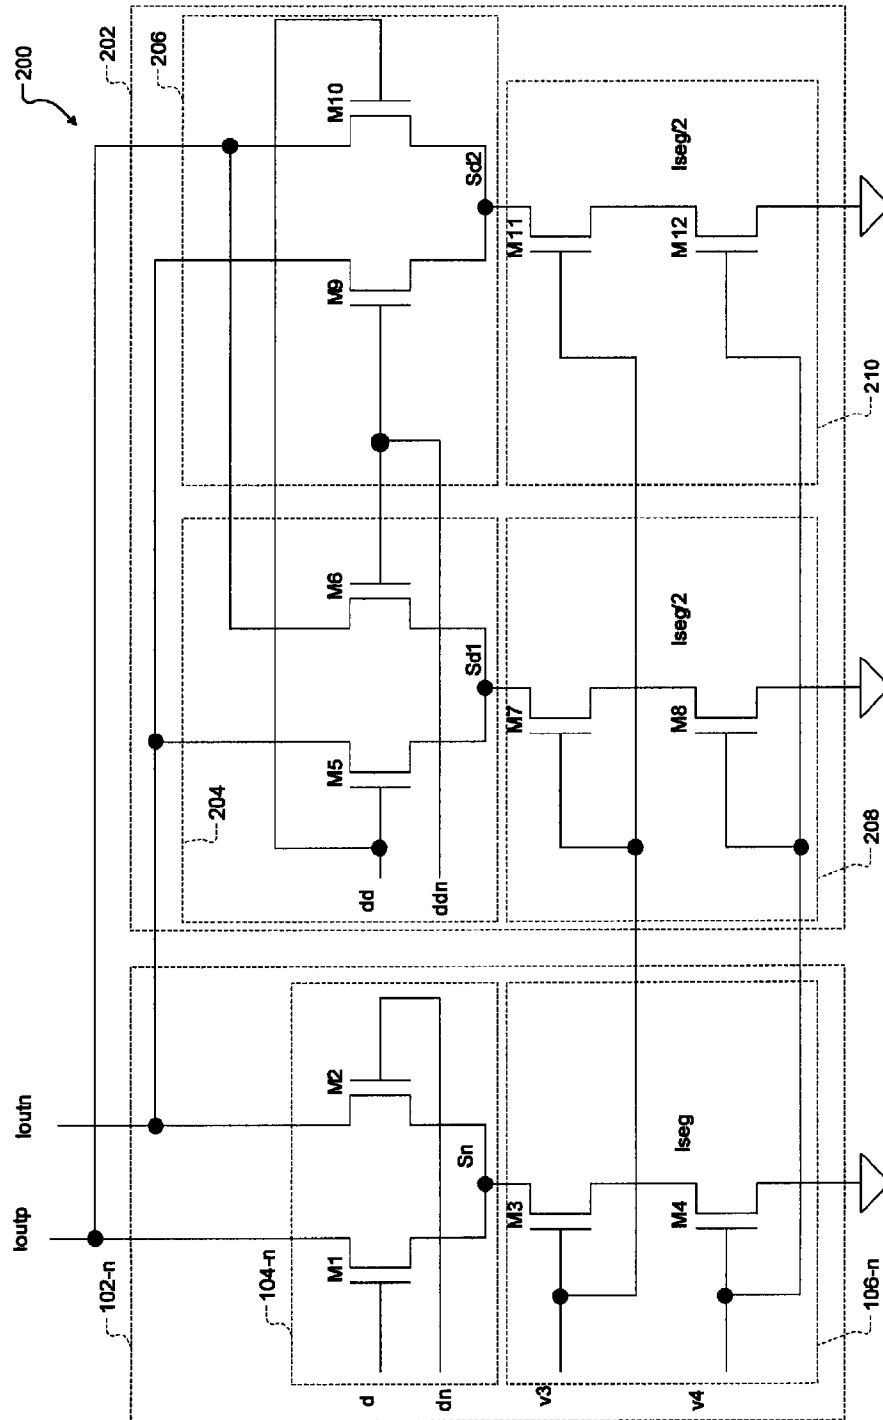 200
202
206
M10
M9
Sd2
M11
Iseg/2
M12
210
204
M6
M5
Sd1
dd
ddn
M7
Iseg/2
M8
208
Ioutp
Ioutn
102-n
104-n
M2
M1
Sn
d
dn
M3
Iseg
M4
v3
v4
106-n